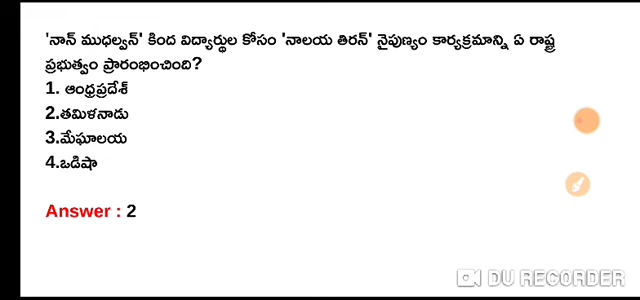 'నాన్ ముధల్వన్' కింద విద్యార్థుల కోసం 'నాలయ తిరన్' నైపుణ్యం కార్యక్రమాన్ని ఏ రాష్ట్ర
ప్రభుత్వం ప్రారంభించింది?
1. ఆంధ్రప్రదేశ్
2.తమిళనాడు
3.మేఘాలయ
4.ఒడిషా
Answer : 2
DU RECORDER